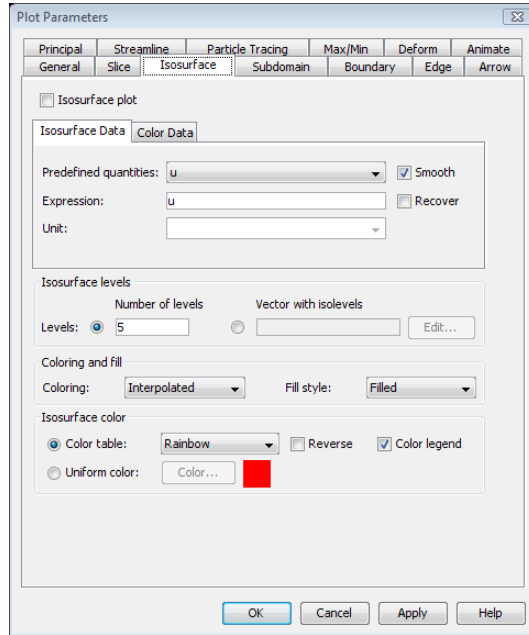 Plot Parameters
Principal Streamline Particle Tracing Max/Min Deform Animate
General Slice Isosurface Subdomain Boundary Edge Arrow
Isosurface plot
Isosurface Data Color Data
Predefined quantities: u Smooth
Expression: u Recover
Unit:
Isosurface levels
Number of levels Vector with isolevels
Levels: 5 Edit...
Coloring and fill
Coloring: Interpolated Fill style: Filled
Isosurface color
Color table: Rainbow Reverse Color legend
Uniform color: Color...
OK Cancel Apply Help